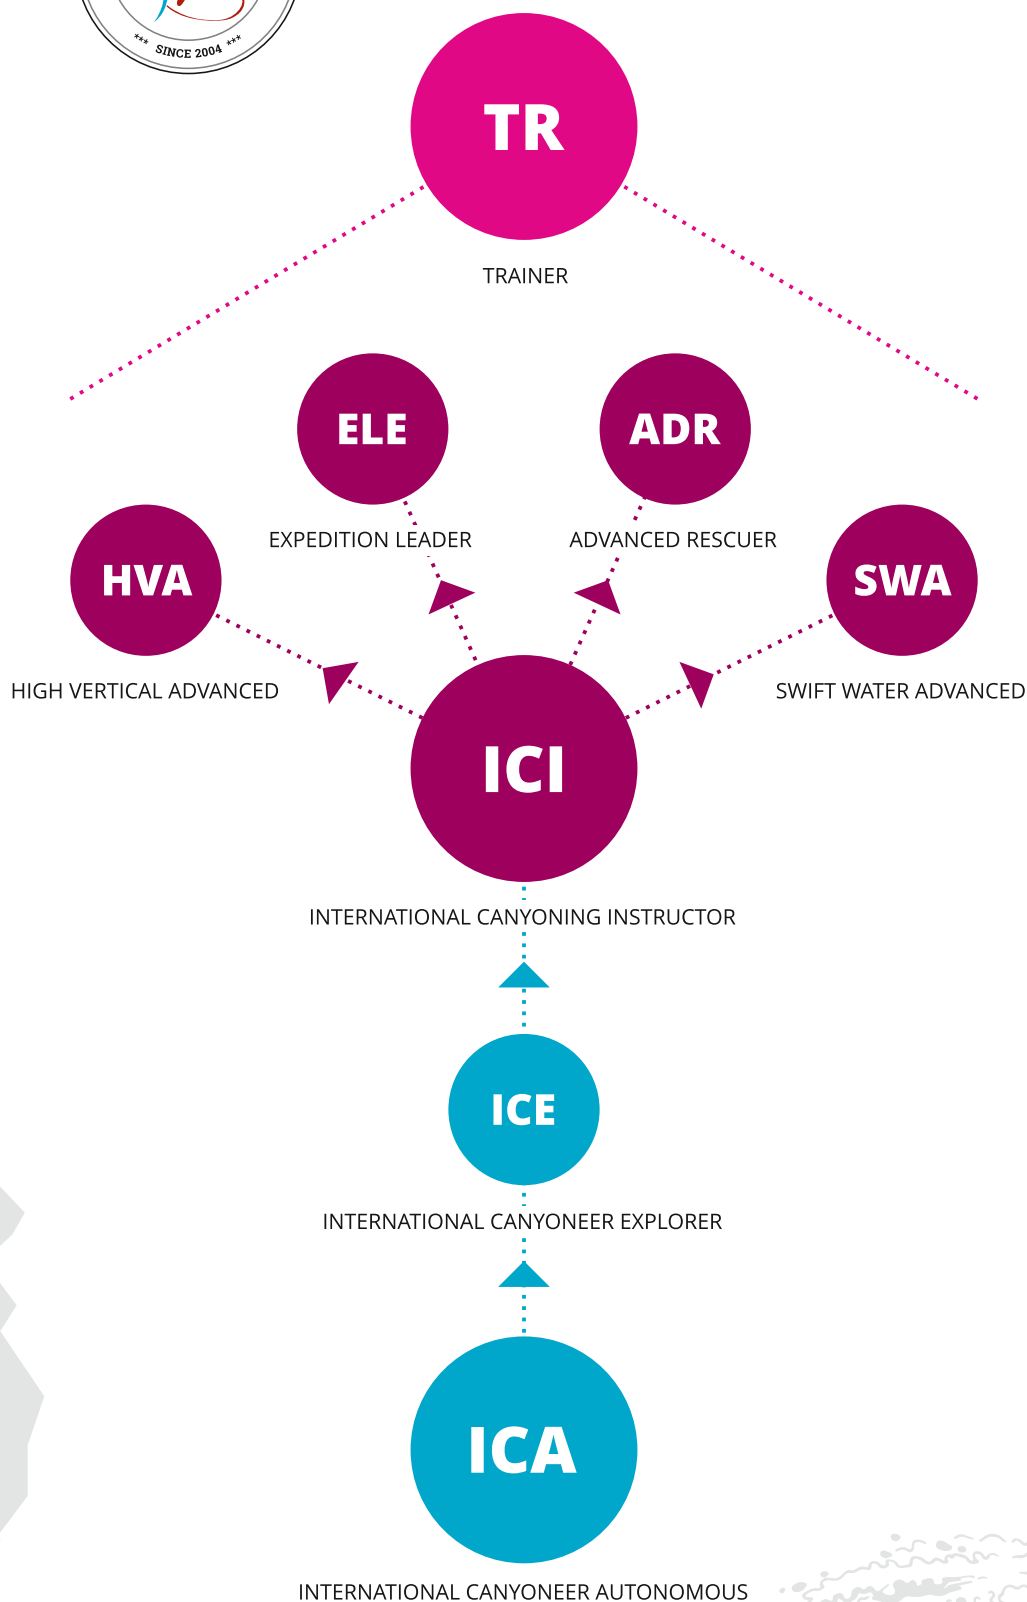 *** SINCE 2004 ***
TR
TRAINER
ELE
ADR
EXPEDITION LEADER
ADVANCED RESCUER
HVA
SWA
HIGH VERTICAL ADVANCED
SWIFT WATER ADVANCED
ICI
INTERNATIONAL CANYONING INSTRUCTOR
ICE
INTERNATIONAL CANYONEER EXPLORER
ICA
INTERNATIONAL CANYONEER AUTONOMOUS